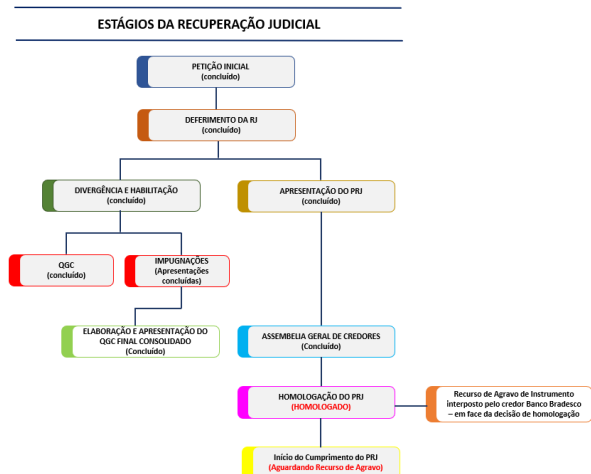 ESTÁGIOS DA RECUPERAÇÃO JUDICIAL
PETIÇÃO INICIAL
(concluído)
DEFERIMENTO DA RJ
(concluído)
DIVERGÊNCIA E HABILITAÇÃO
(concluído)
APRESENTAÇÃO DO PRJ
(concluído)
QGC
(concluído)
IMPUGNAÇÕES
(Apresentações
concluídas)
ELABORAÇÃO E APRESENTAÇÃO DO
QGC FINAL CONSOLIDADO
(Concluído)
ASSEMBELIA GERAL DE CREDORES
(Concluído)
HOMOLOGAÇÃO DO PRJ
(HOMOLOGADO)
Recurso de Agravo de Instrumento
interposto pelo credor Banco Bradesco
– em face da decisão de homologação
Início do Cumprimento do PRJ
(Aguardando Recurso de Agravo)